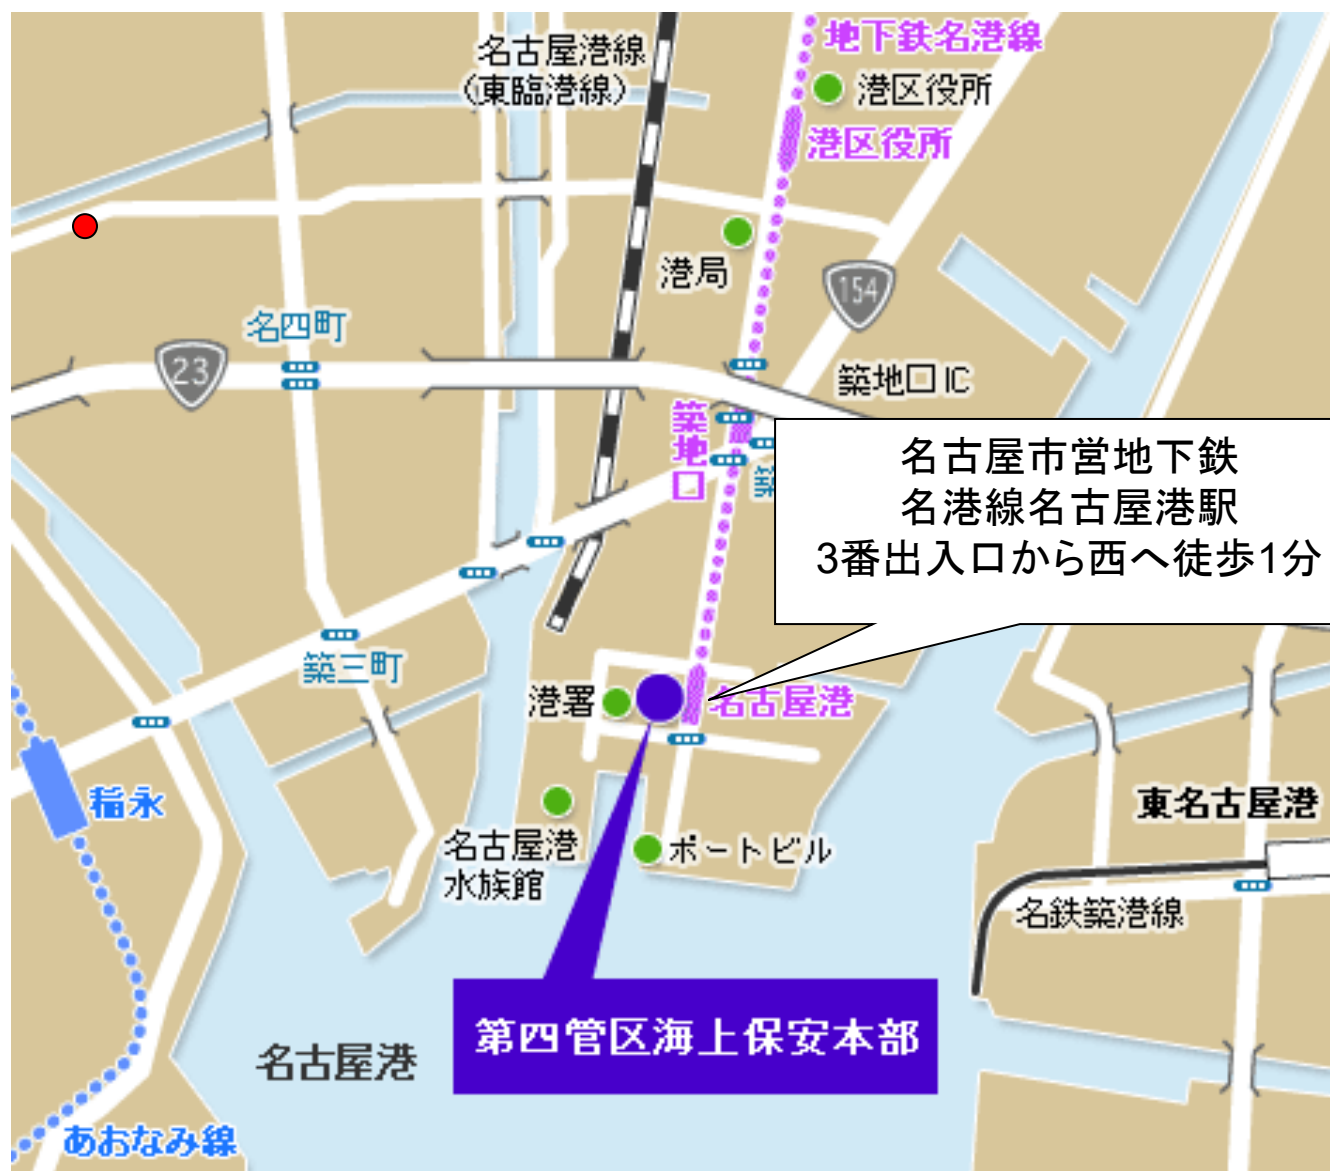 地下鉄名港線
名古屋港線
(東臨港線)
港区役所
港区役所
港局
154
名四町
23
築地口IC
築地口
名古屋市営地下鉄
名港線名古屋港駅
3番出入口から西へ徒歩1分
築三町
港署
名古屋港
稲永
東名古屋港
名古屋港
水族館
ポートビル
名鉄築港線
第四管区海上保安本部
名古屋港
あおなみ線